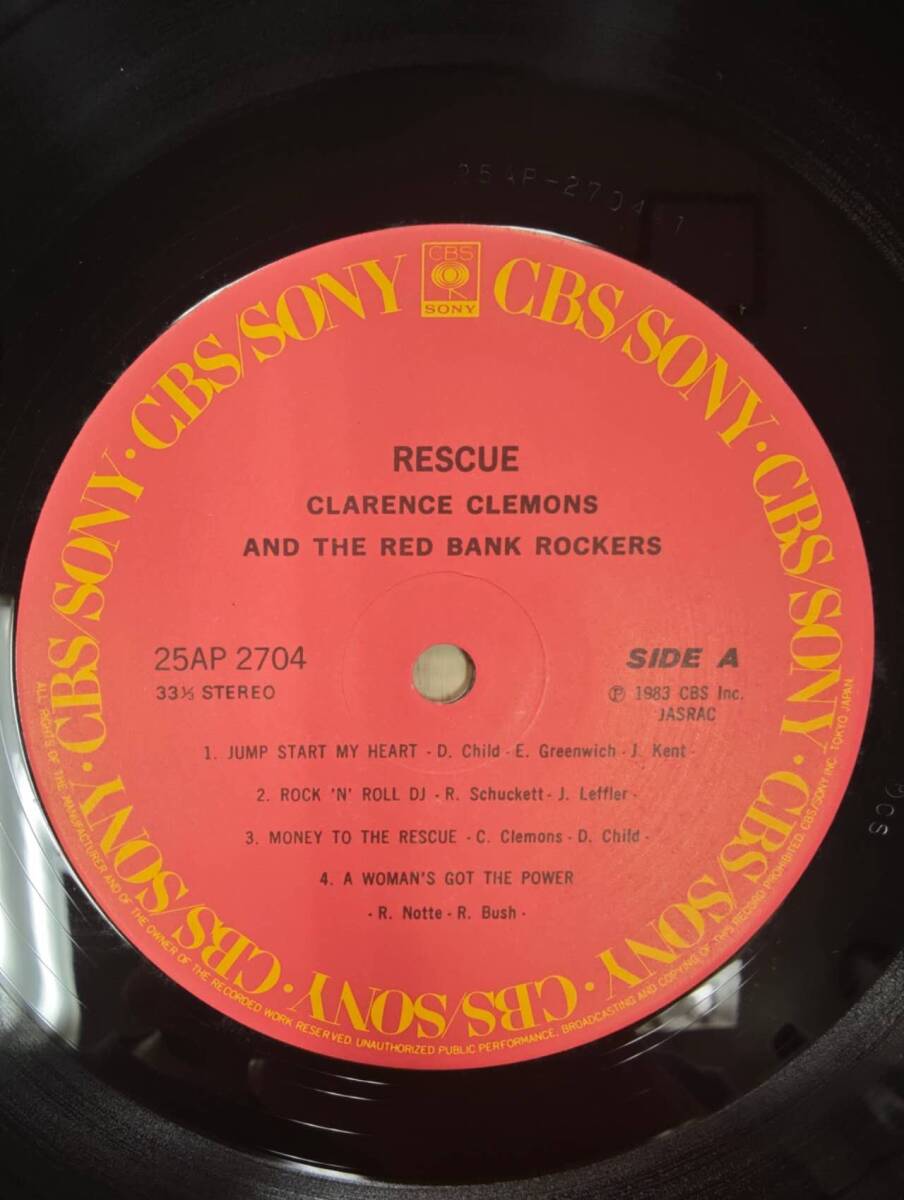 25AP-2704
CBS
SONY
CBS/SONY · CBS/SONY · CBS/SONY · CBS/SONY · CBS/SONY · CBS/SONY · CBS/SONY · CBS/SONY
RESCUE
CLARENCE CLEMONS
AND THE RED BANK ROCKERS
25AP 2704
SIDE A
33⅓ STEREO
Ⓟ 1983 CBS Inc.
JASRAC
1. JUMP START MY HEART - D. Child - E. Greenwich - J. Kent -
2. ROCK 'N' ROLL DJ - R. Schuckett - J. Leffler -
3. MONEY TO THE RESCUE - C. Clemons - D. Child -
4. A WOMAN'S GOT THE POWER
- R. Notte - R. Bush -
ALL RIGHTS OF THE MANUFACTURER AND OF THE OWNER OF THE RECORDED WORK RESERVED. UNAUTHORIZED PUBLIC PERFORMANCE, BROADCASTING AND COPYING OF THIS RECORD PROHIBITED. CBS/SONY INC. TOKYO JAPAN